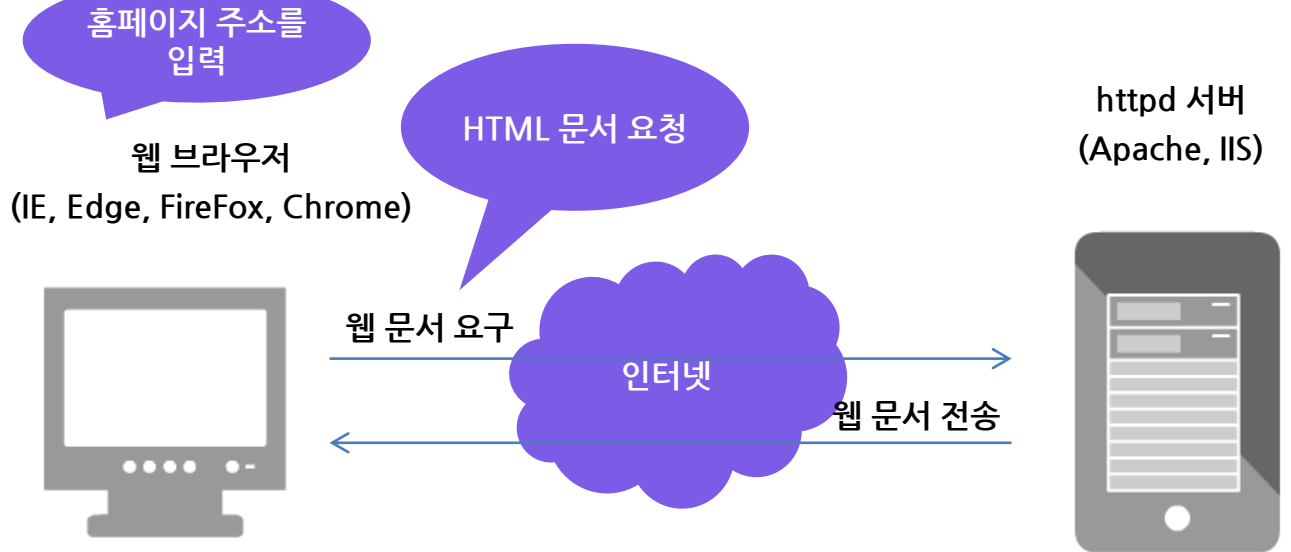 홈페이지 주소를
입력
HTML 문서 요청
httpd 서버
(Apache, IIS)
웹 브라우저
(IE, Edge, FireFox, Chrome)
웹 문서 요구
인터넷
웹 문서 전송